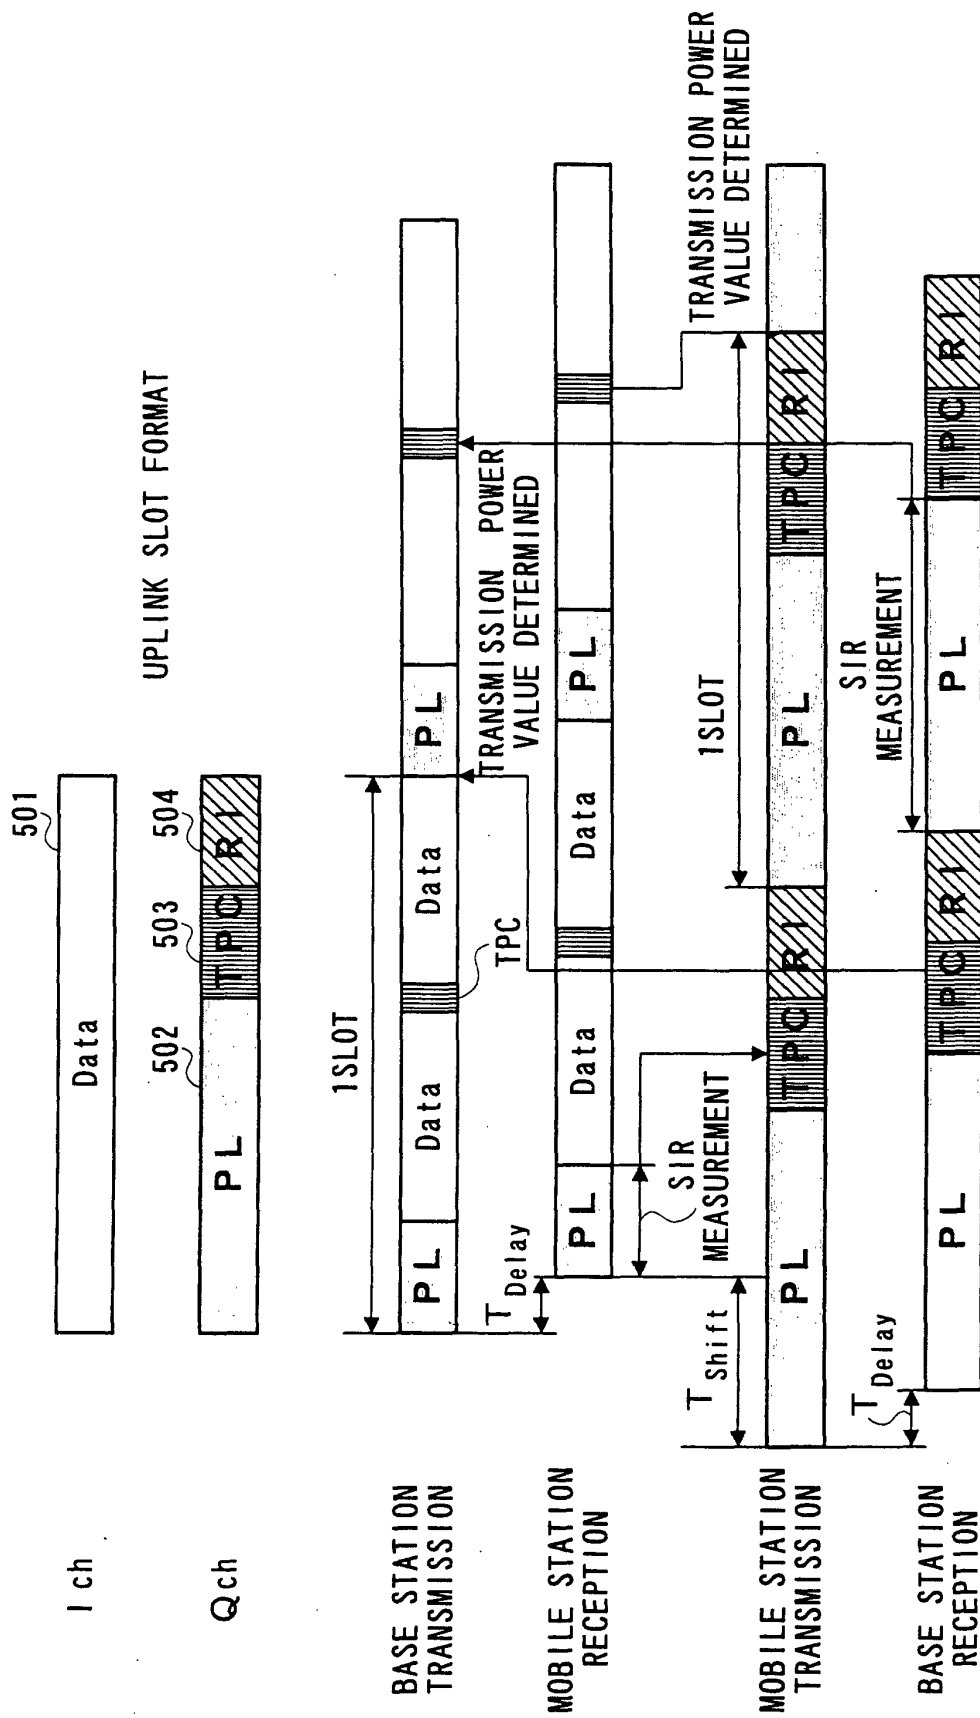 501
I ch
Data
UPLINK SLOT FORMAT
502
503
504
Qch
PL
TPC
RI
1SLOT
BASE STATION
TRANSMISSION
PL
Data
Data
PL
TPC
TRANSMISSION POWER
VALUE DETERMINED
T Delay
MOBILE STATION
RECEPTION
PL
Data
Data
PL
SIR
MEASUREMENT
TRANSMISSION POWER
VALUE DETERMINED
T Shift
1SLOT
MOBILE STATION
TRANSMISSION
PL
TPC
RI
PL
TPC
RI
T Delay
SIR
MEASUREMENT
BASE STATION
RECEPTION
PL
TPC
RI
PL
TPC
RI